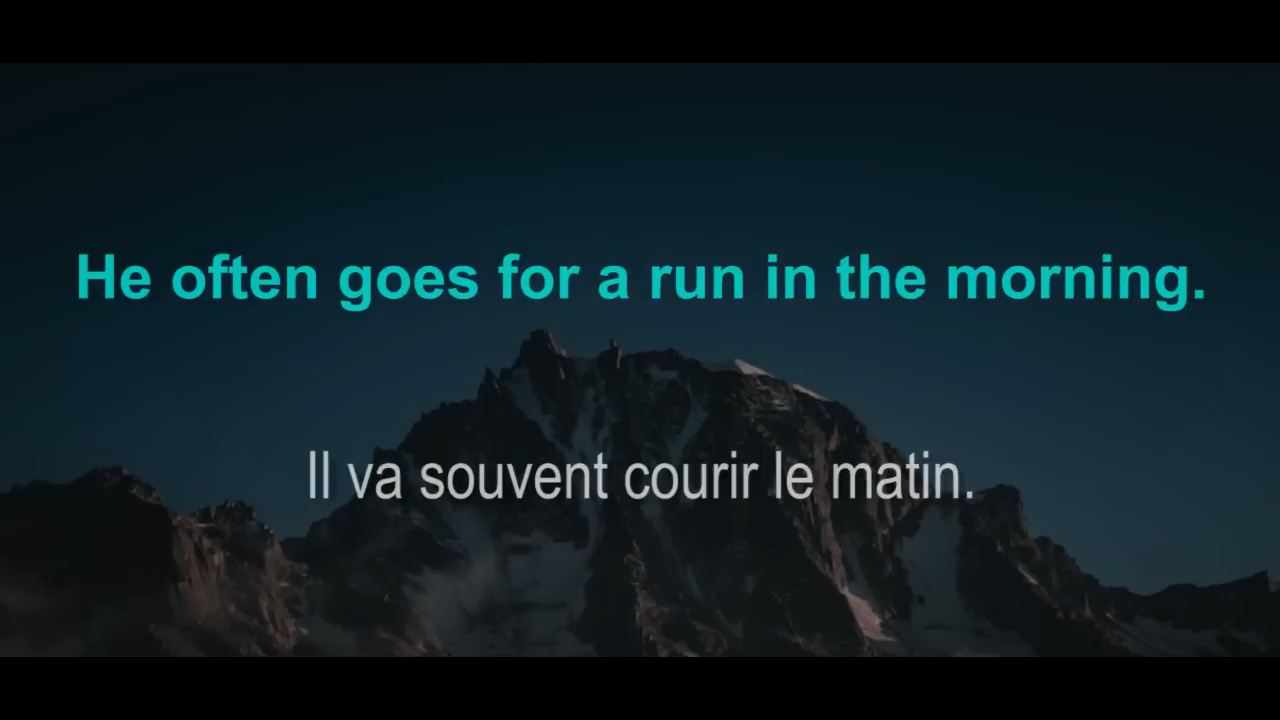 He often goes for a run in the morning.
Il va souvent courir le matin.